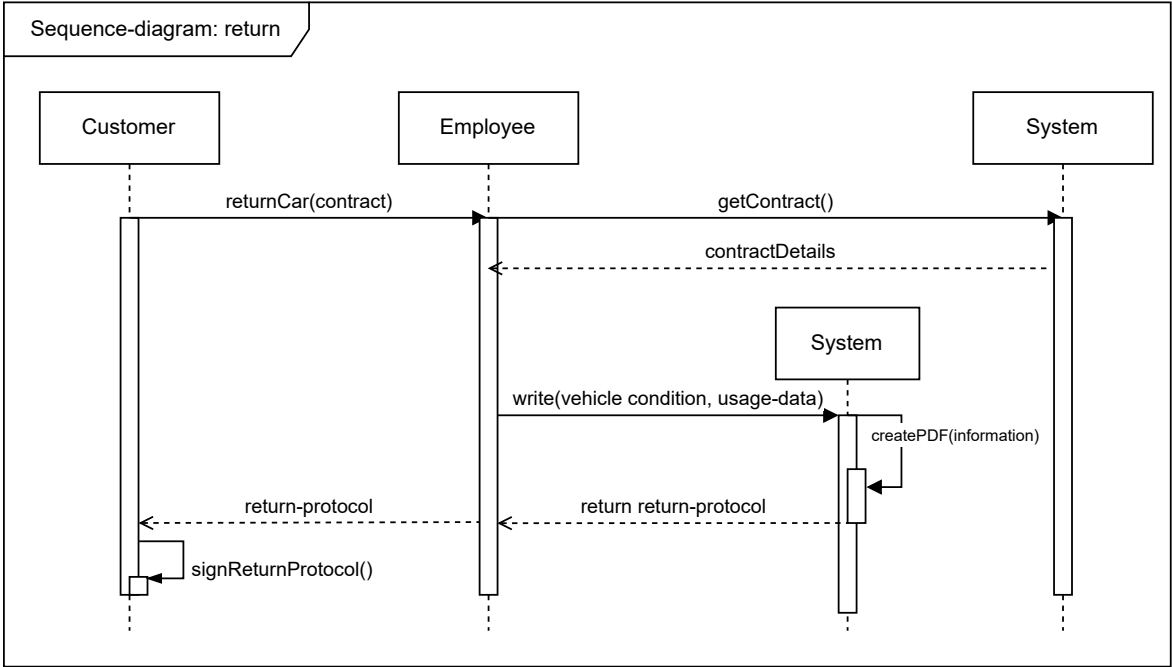 Sequence-diagram: return
Customer
Employee
System
returnCar(contract)
getContract()
contractDetails
System
write(vehicle condition, usage-data)
createPDF(information)
return-protocol
return return-protocol
signReturnProtocol()